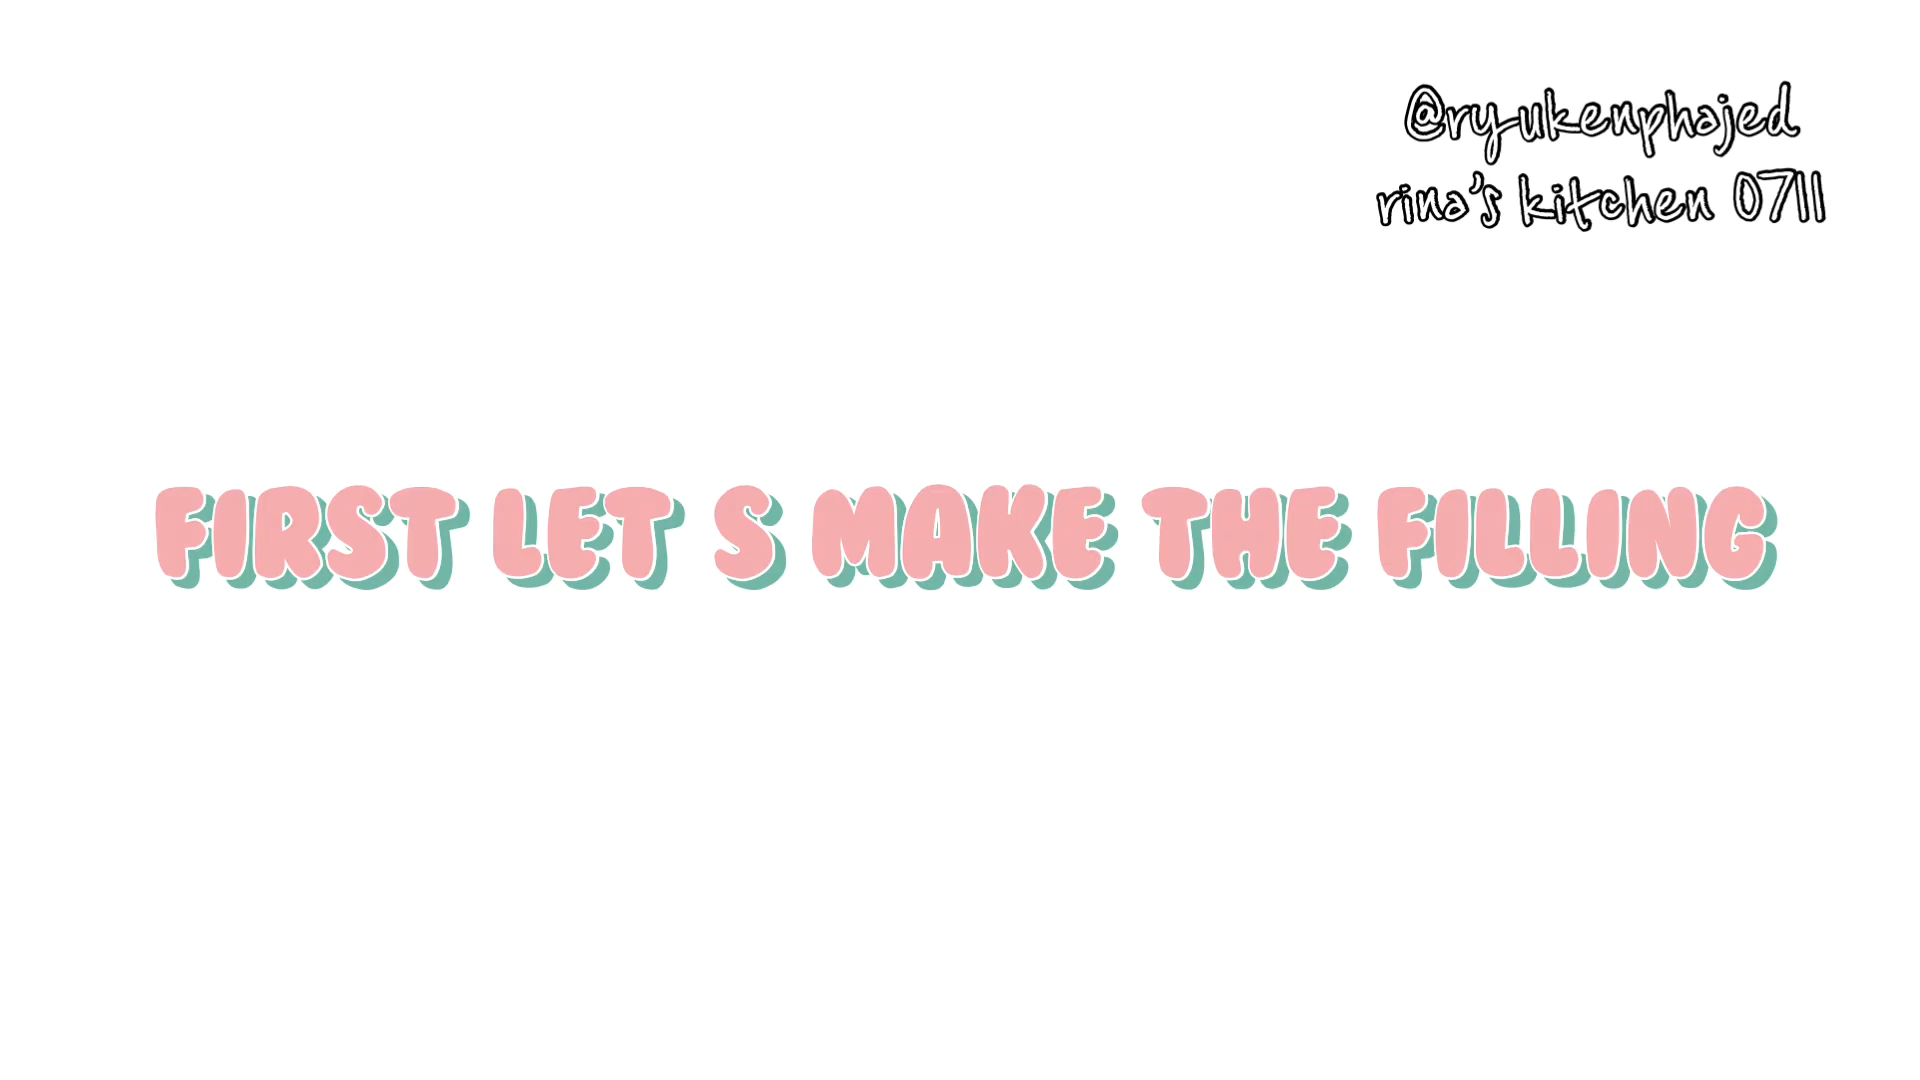 @ryukenphajed
rina's kitchen 0711
FIRST LET S MAKE THE FILLING